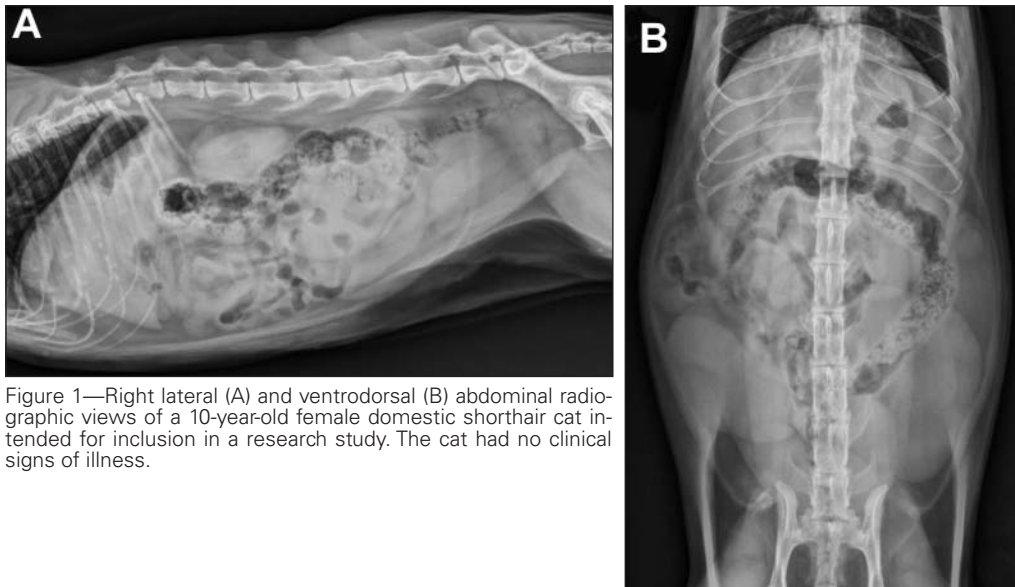 A
B
Figure 1—Right lateral (A) and ventrodorsal (B) abdominal radio-
graphic views of a 10-year-old female domestic shorthair cat in-
tended for inclusion in a research study. The cat had no clinical
signs of illness.